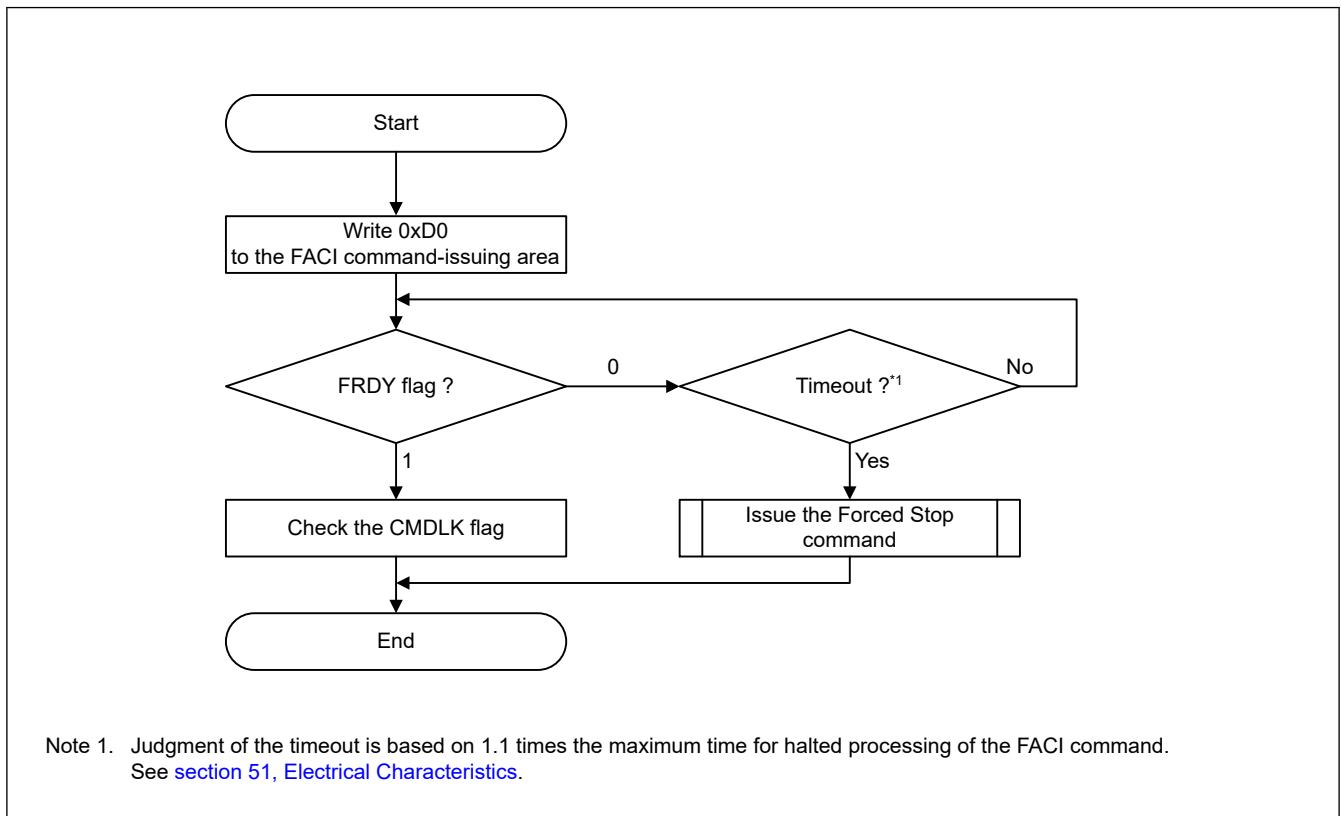 Start
Write 0xD0
to the FACI command-issuing area
FRDY flag ?
0
Timeout ?*1
No
1
Yes
Check the CMDLK flag
Issue the Forced Stop
command
End
Note 1. Judgment of the timeout is based on 1.1 times the maximum time for halted processing of the FACI command.
See section 51, Electrical Characteristics.